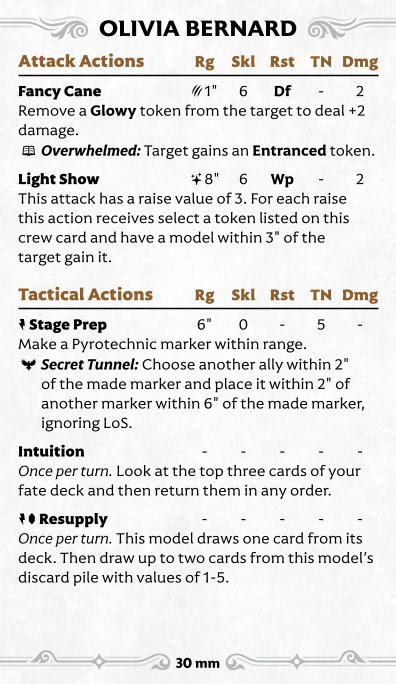 OLIVIA BERNARD
Attack Actions Rg Skl Rst TN Dmg
Fancy Cane 1" 6 Df - 2
Remove a Glowy token from the target to deal +2
damage.
Overwhelmed: Target gains an Entranced token.
Light Show 8" 6 Wp - 2
This attack has a raise value of 3. For each raise
this action receives select a token listed on this
crew card and have a model within 3" of the
target gain it.
Tactical Actions Rg Skl Rst TN Dmg
Stage Prep 6" 0 - 5 -
Make a Pyrotechnic marker within range.
Secret Tunnel: Choose another ally within 2"
of the made marker and place it within 2" of
another marker within 6" of the made marker,
ignoring LoS.
Intuition - - - - -
Once per turn. Look at the top three cards of your
fate deck and then return them in any order.
Resupply - - - - -
Once per turn. This model draws one card from its
deck. Then draw up to two cards from this model's
discard pile with values of 1-5.
30 mm